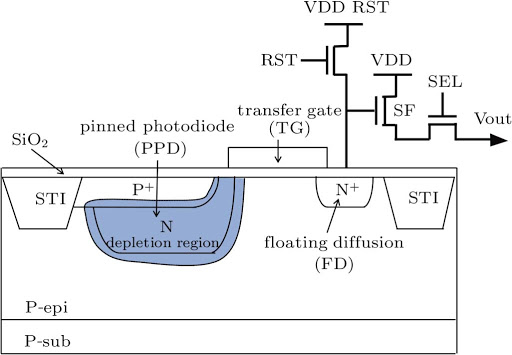 VDD RST
RST
VDD
SEL
SF
Vout
transfer gate
(TG)
pinned photodiode
(PPD)
SiO₂
STI
P⁺
N
depletion region
N⁺
STI
floating diffusion
(FD)
P-epi
P-sub